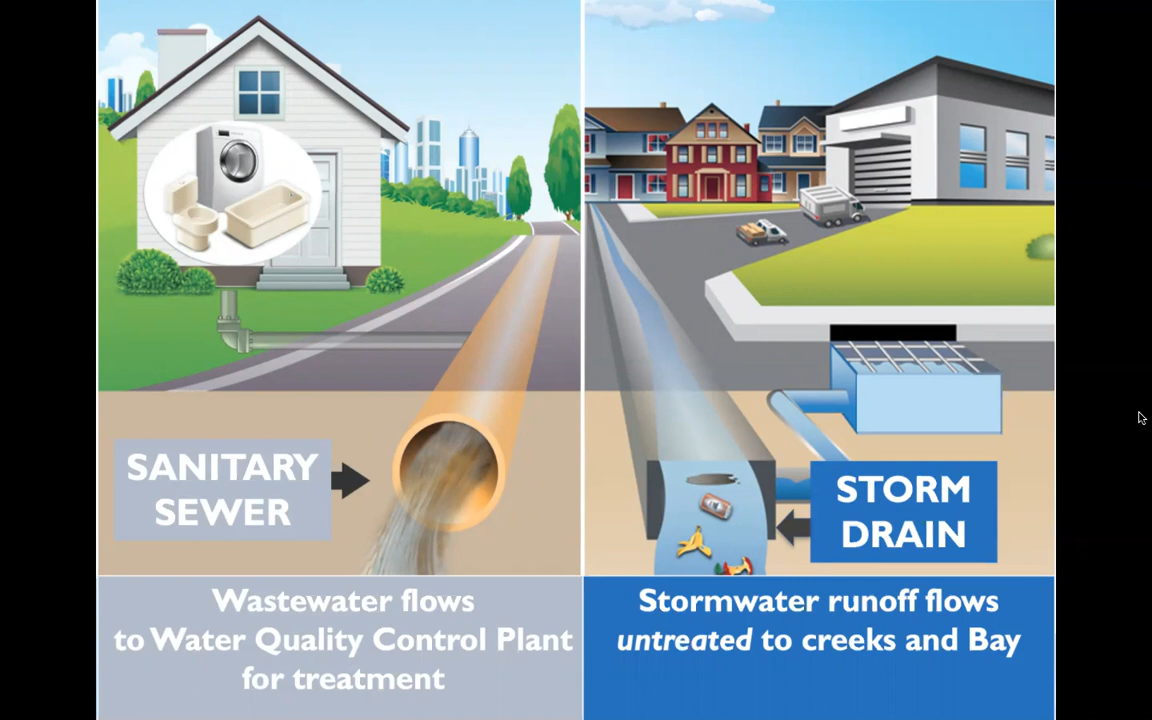 SANITARY
SEWER
Wastewater flows
to Water Quality Control Plant
for treatment
STORM
DRAIN
Stormwater runoff flows
untreated to creeks and Bay